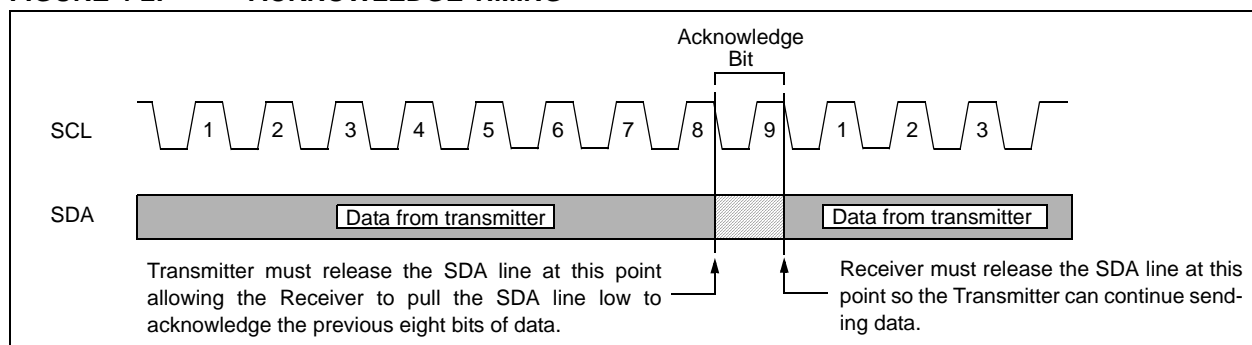 Acknowledge
Bit
SCL
1 2 3 4 5 6 7 8 9 1 2 3
SDA
Data from transmitter
Data from transmitter
Transmitter must release the SDA line at this point
allowing the Receiver to pull the SDA line low to
acknowledge the previous eight bits of data.
Receiver must release the SDA line at this
point so the Transmitter can continue send-
ing data.